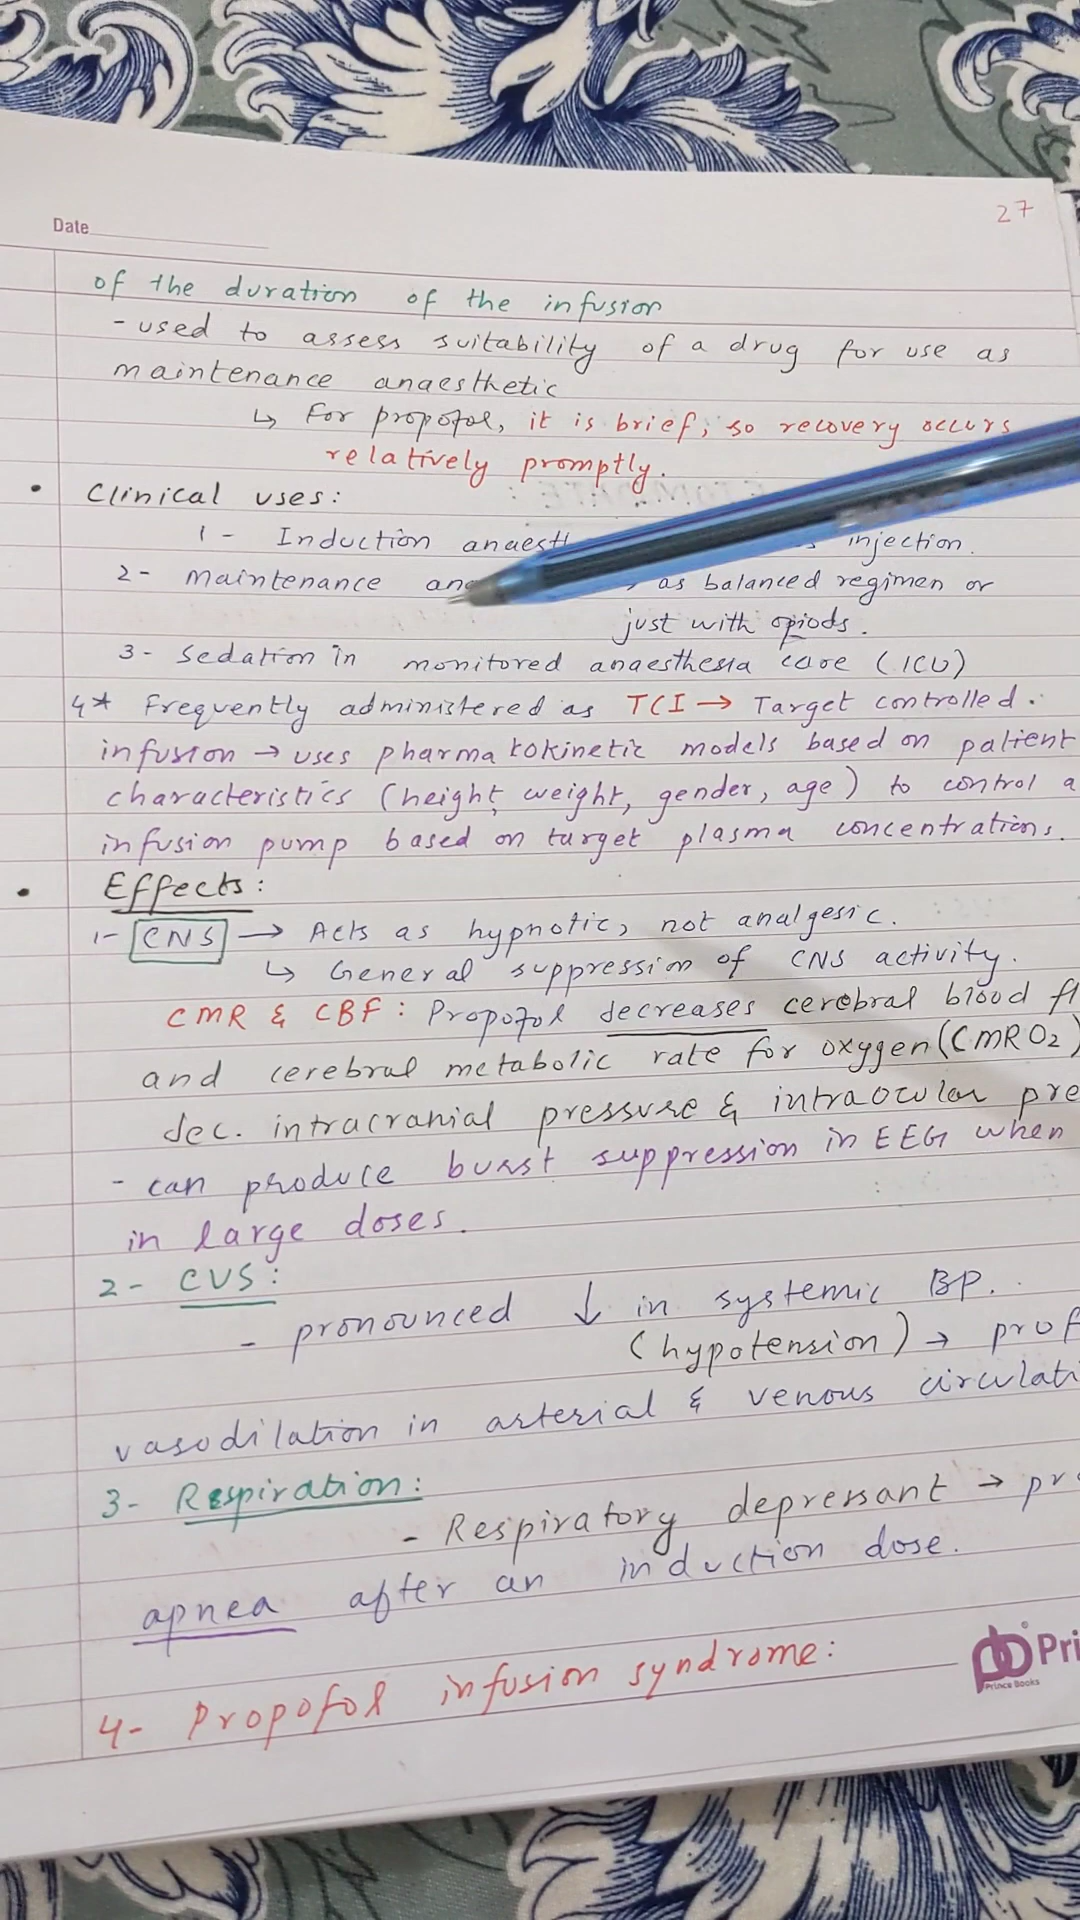 27
Date
of the duration of the infusion
- used to assess suitability of a drug for use as
maintenance anaesthetic
↳ For propofol, it is brief, so recovery occurs
relatively promptly.
• Clinical uses:
1- Induction injection.
2- Maintenance as balanced regimen or
just with opiods.
3- Sedation in monitored anaesthesia care (ICU)
4* Frequently administered as TCI → Target controlled.
infusion → uses pharmakokinetic models based on patient
characteristics (height, weight, gender, age) to control a
infusion pump based on target plasma concentrations.
• Effects:
1- CNS → Acts as hypnotic, not analgesic.
↳ General suppression of CNS activity.
CMR & CBF: Propofol decreases cerebral blood fl
and cerebral metabolic rate for oxygen (CMRO2)
dec. intracranial pressure & intraocular pre
- can produce burst suppression in EEG when
in large doses.
2- CVS:
- pronounced ↓ in systemic BP.
(hypotension) → prof
vasodilation in arterial & venous circulati
3- Respiration:
- Respiratory depressant → pr
apnea after an induction dose.
4- Propofol infusion syndrome:
pb Pri
Prince Books